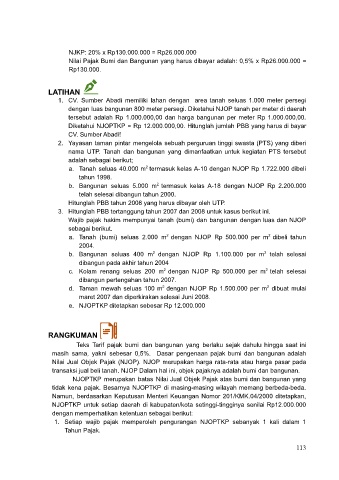 NJKP: 20% x Rp130,000.000 = Rp26.000.000
Nilai Pajak Bumi dan Bangunan yang harus dibayar adalah: 0,5% x Rp26.000.000 =
Rp130.000.
LATIHAN
1. CV. Sumber Abadi memiliki lahan dengan area tanah seluas 1.000 meter persegi
dengan luas bangunan 800 meter persegi. Diketahui NJOP tanah per meter di daerah
tersebut adalah Rp 1.000.000,00 dan harga bangunan per meter Rp 1.000.000,00.
Diketahui NJOPTKP = Rp 12.000.000,00. Hitunglah jumlah PBB yang harus di bayar
CV. Sumber Abadi!
2. Yayasan taman pintar mengelola sebuah perguruan tinggi swasta (PTS) yang diberi
nama UTP. Tanah dan bangunan yang dimanfaatkan untuk kegiatan PTS tersebut
adalah sebagai berikut;
a. Tanah seluas 40.000 m² termasuk kelas A-10 dengan NJOP Rp 1.722.000 dibeli
tahun 1998.
b. Bangunan seluas 5.000 m² termasuk kelas A-18 dengan NJOP Rp 2.200.000
telah selesai dibangun tahun 2000.
Hitunglah PBB tahun 2008 yang harus dibayar oleh UTP.
3. Hitunglah PBB tertanggung tahun 2007 dan 2008 untuk kasus berikut ini.
Wajib pajak hakim mempunyai tanah (bumi) dan bangunan dengan luas dan NJOP
sebagai berikut.
a. Tanah (bumi) seluas 2.000 m² dengan NJOP Rp 500.000 per m² dibeli tahun
2004.
b. Bangunan seluas 400 m² dengan NJOP Rp 1.100.000 per m² telah selesai
dibangun pada akhir tahun 2004
c. Kolam renang seluas 200 m² dengan NJOP Rp 500.000 per m² telah selesai
dibangun pertengahan tahun 2007.
d. Taman mewah seluas 100 m² dengan NJOP Rp 1.500.000 per m² dibuat mulai
maret 2007 dan diperkirakan selesai Juni 2008.
e. NJOPTKP ditetapkan sebesar Rp 12.000.000
RANGKUMAN
Teks Tarif pajak bumi dan bangunan yang berlaku sejak dahulu hingga saat ini
masih sama, yakni sebesar 0,5%. Dasar pengenaan pajak bumi dan bangunan adalah
Nilai Jual Objek Pajak (NJOP). NJOP merupakan harga rata-rata atau harga pasar pada
transaksi jual beli tanah. NJOP Dalam hal ini, objek pajaknya adalah bumi dan bangunan.
NJOPTKP merupakan batas Nilai Jual Objek Pajak atas bumi dan bangunan yang
tidak kena pajak. Besarnya NJOPTKP di masing-masing wilayah memang berbeda-beda.
Namun, berdasarkan Keputusan Menteri Keuangan Nomor 201/KMK.04/2000 ditetapkan,
NJOPTKP untuk setiap daerah di kabupaten/kota setinggi-tingginya senilai Rp12.000.000
dengan memperhatikan ketentuan sebagai berikut:
1. Setiap wajib pajak memperoleh pengurangan NJOPTKP sebanyak 1 kali dalam 1
Tahun Pajak.
113